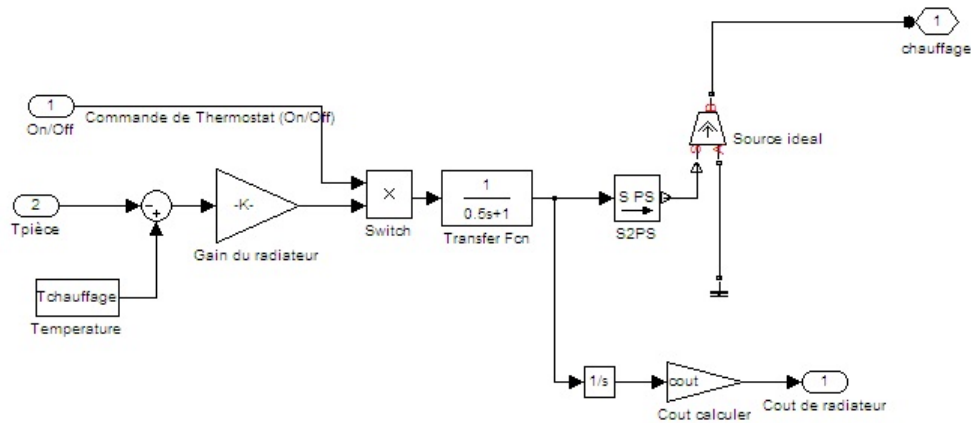 1
chauffage
B
S
A
Source ideal
1
On/Off
Commande de Thermostat (On/Off)
2
Tpièce
-K-
Gain du radiateur
×
Switch
1
0.5s+1
Transfer Fcn
S PS
S2PS
Tchauffage
Temperature
1/s
cout
Cout calculer
1
Cout de radiateur